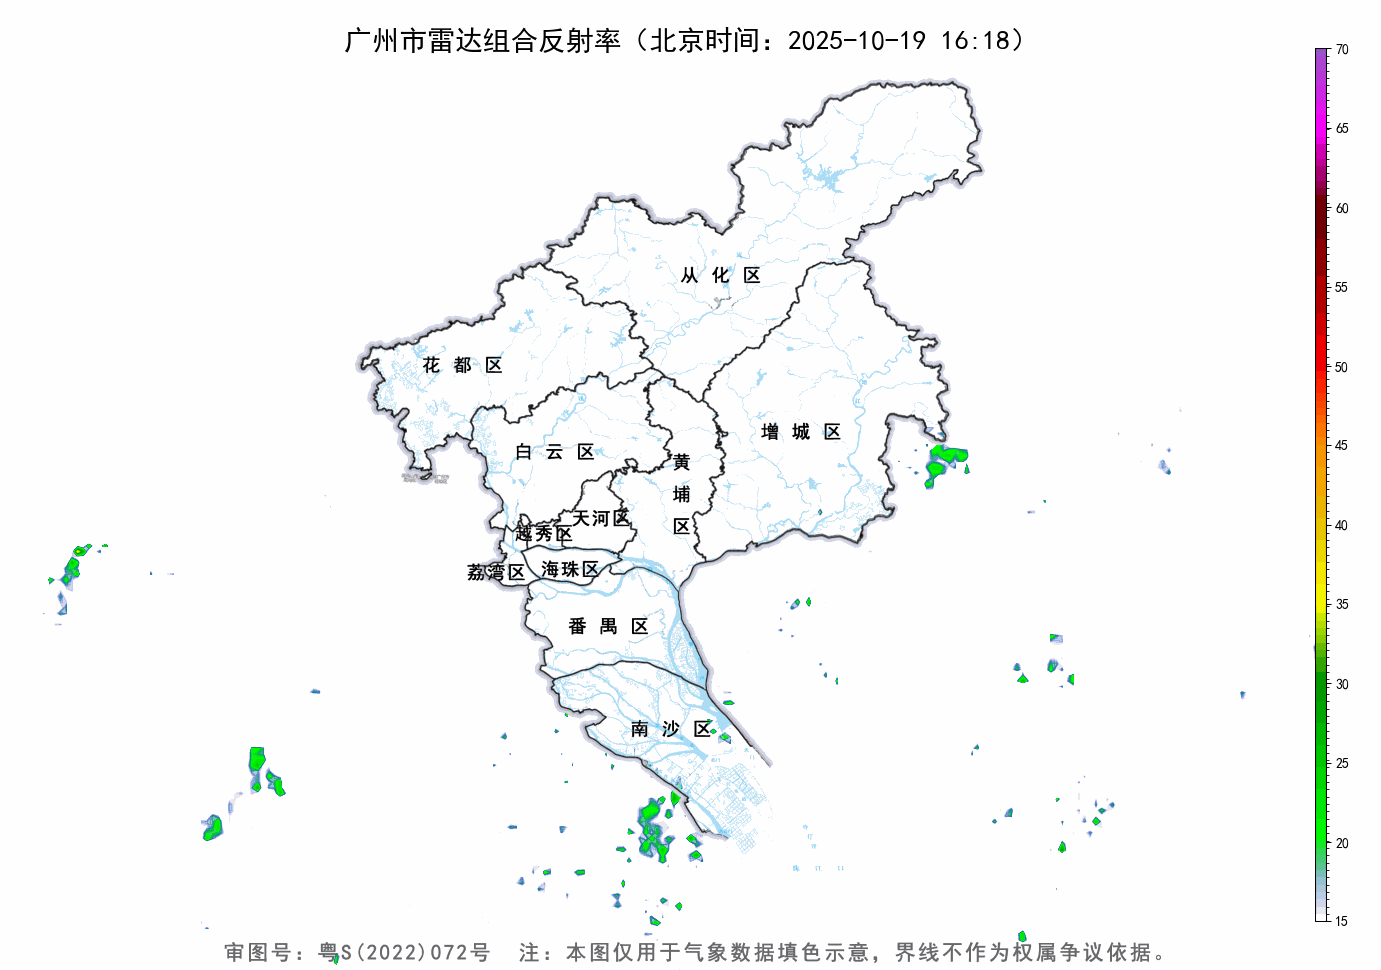 广州市雷达组合反射率（北京时间：2025-10-19 16:18）
70
65
60
55
50
45
40
35
30
25
20
15
从化区
花都区
增城区
白云区
黄埔区
天河区
越秀区
海珠区
荔湾区
番禺区
南沙区
审图号：粤S(2022)072号 注：本图仅用于气象数据填色示意，界线不作为权属争议依据。